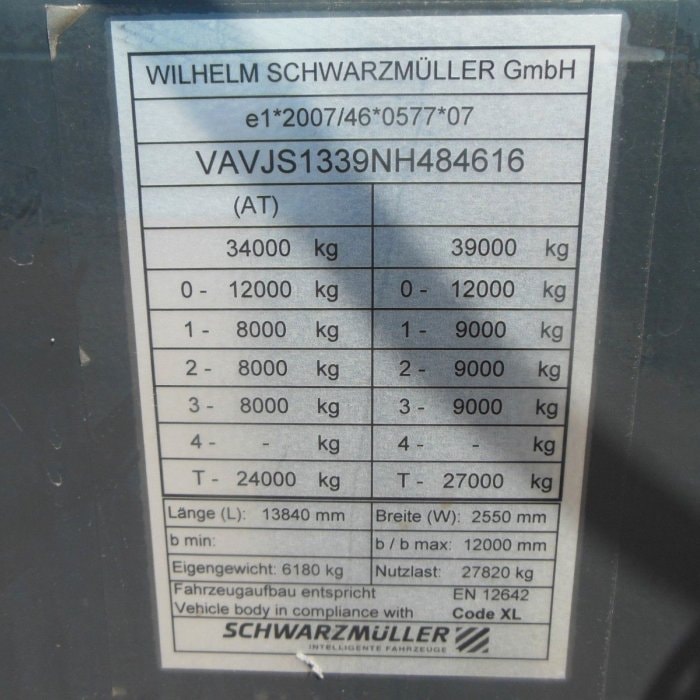 WILHELM SCHWARZMÜLLER GmbH
e1*2007/46*0577*07
VAVJS1339NH484616
(AT)
34000 kg 39000 kg
0 - 12000 kg 0 - 12000 kg
1 - 8000 kg 1 - 9000 kg
2 - 8000 kg 2 - 9000 kg
3 - 8000 kg 3 - 9000 kg
4 - - kg 4 - - kg
T - 24000 kg T - 27000 kg
Länge (L): 13840 mm Breite (W): 2550 mm
b min: b / b max: 12000 mm
Eigengewicht: 6180 kg Nutzlast: 27820 kg
Fahrzeugaufbau entspricht EN 12642
Vehicle body in compliance with Code XL
SCHWARZMÜLLER
INTELLIGENTE FAHRZEUGE